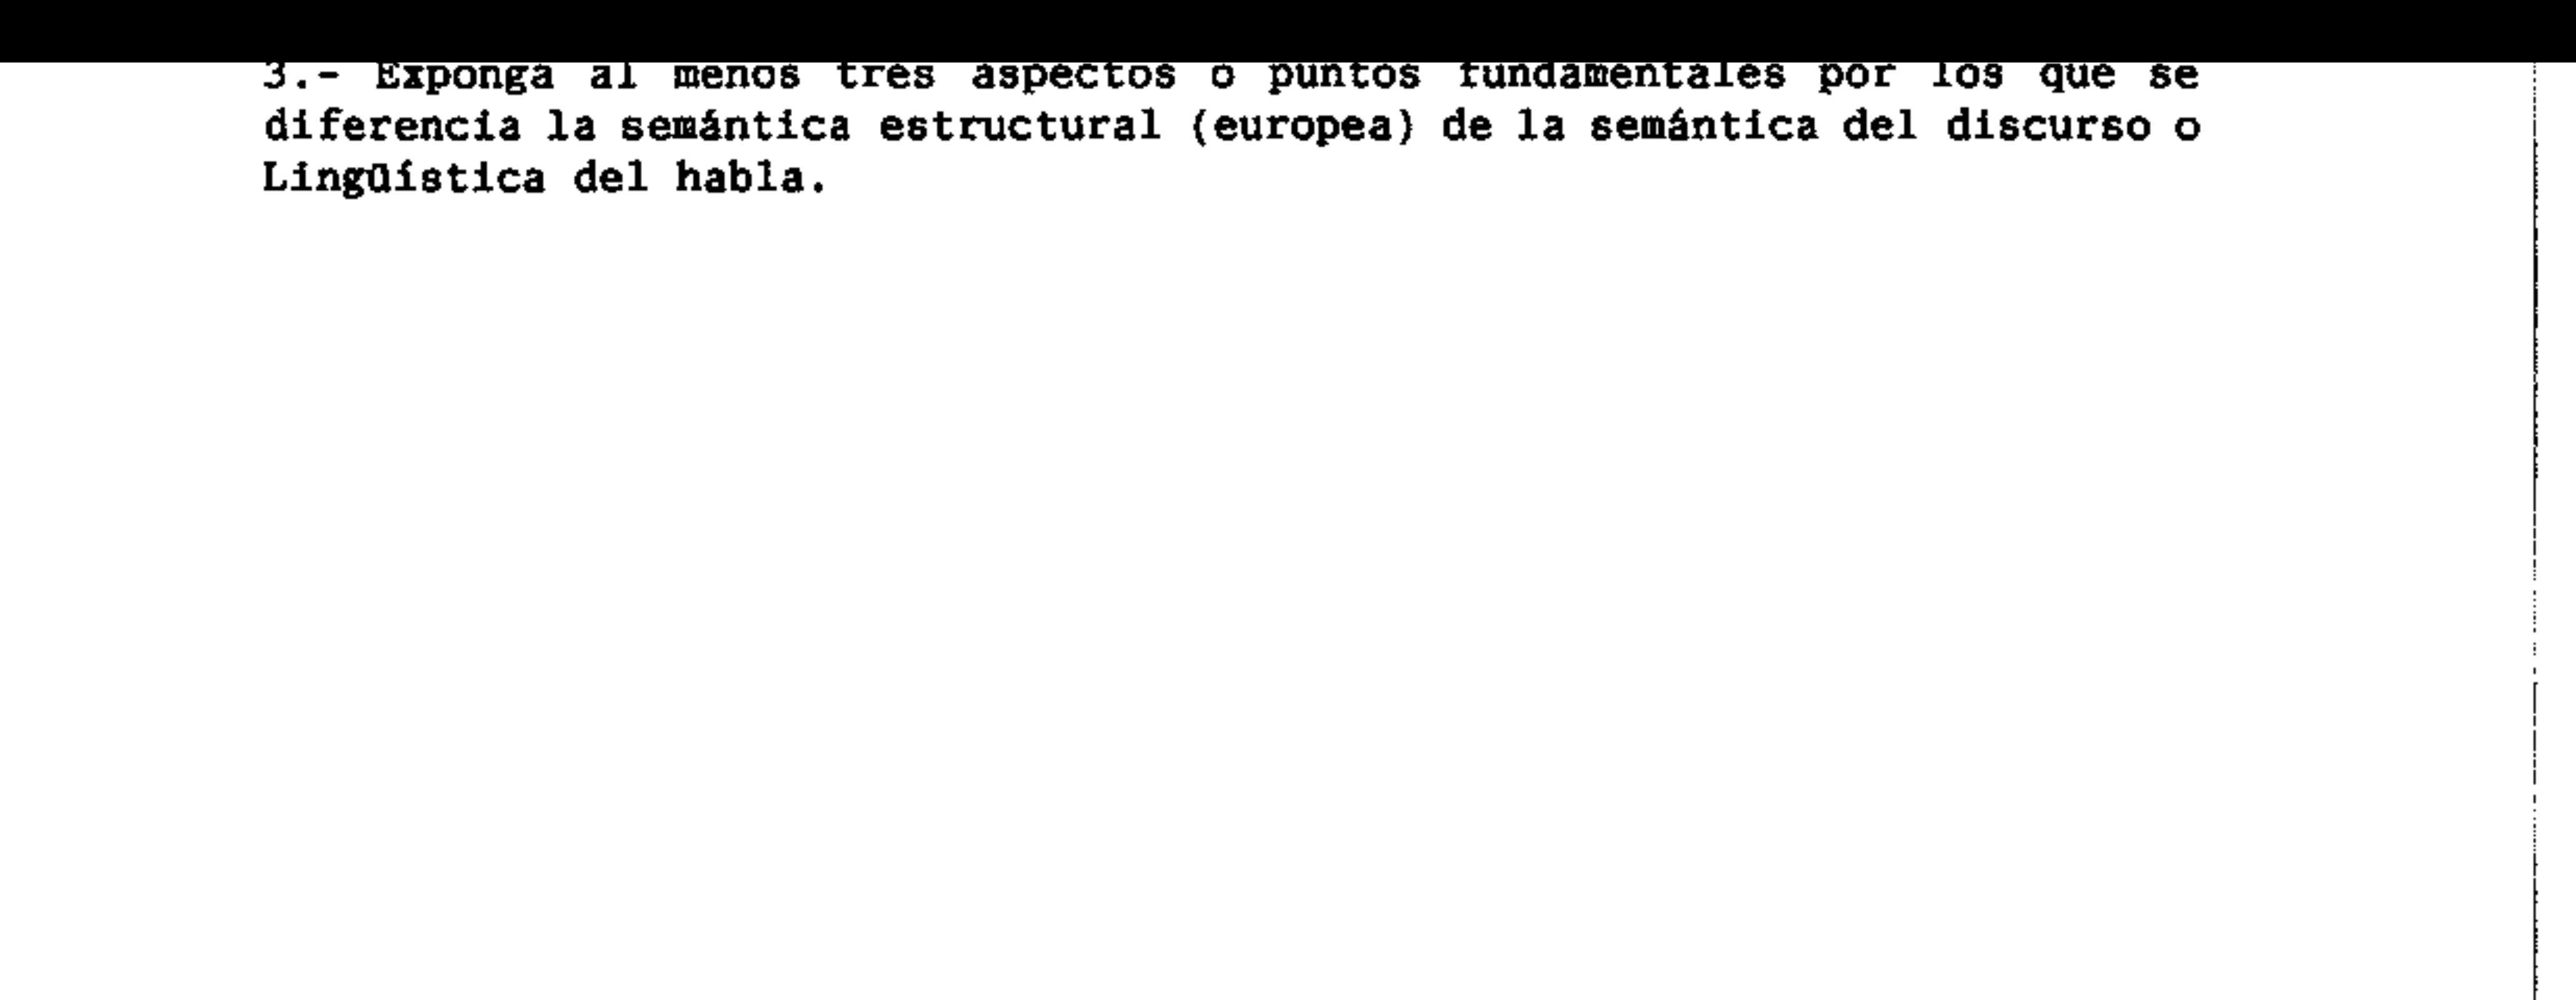 3.- Exponga al menos tres aspectos o puntos fundamentales por los que se
diferencia la semántica estructural (europea) de la semántica del discurso o
Lingüística del habla.